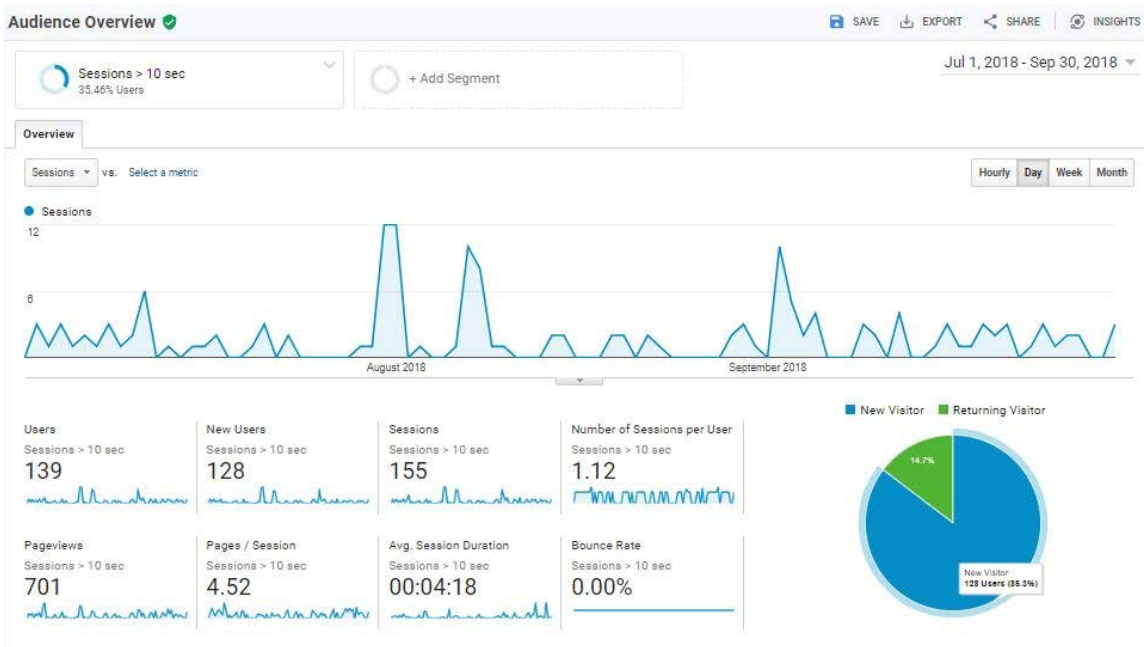 Audience Overview
SAVE EXPORT SHARE INSIGHTS
Sessions > 10 sec
35.46% Users
+ Add Segment
Jul 1, 2018 - Sep 30, 2018
Overview
Sessions vs. Select a metric
Hourly Day Week Month
Sessions
12
6
August 2018 September 2018
Users
Sessions > 10 sec
139
New Users
Sessions > 10 sec
128
Sessions
Sessions > 10 sec
155
Number of Sessions per User
Sessions > 10 sec
1.12
Pageviews
Sessions > 10 sec
701
Pages / Session
Sessions > 10 sec
4.52
Avg. Session Duration
Sessions > 10 sec
00:04:18
Bounce Rate
Sessions > 10 sec
0.00%
New Visitor Returning Visitor
14.7%
New Visitor
128 Users (85.3%)